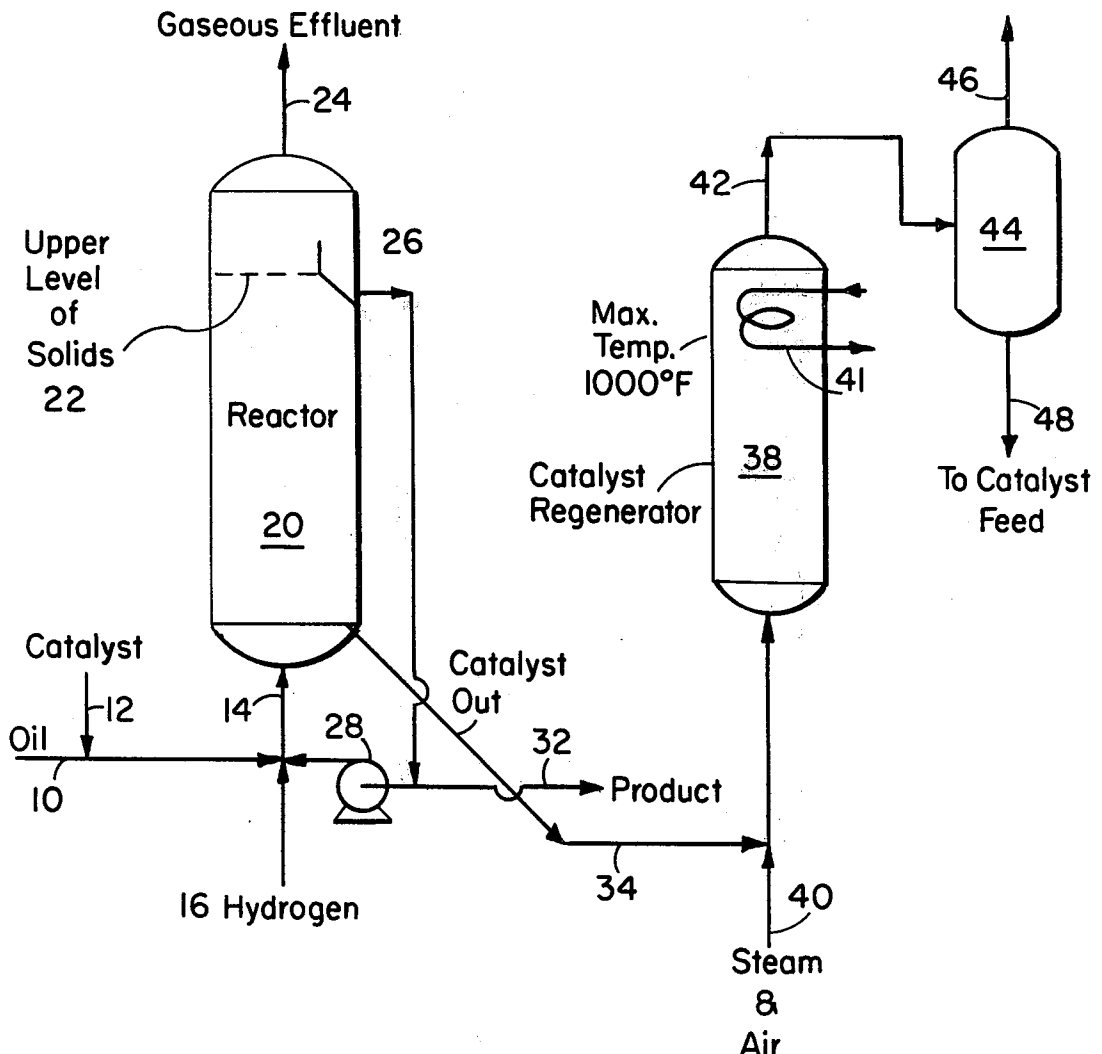 Gaseous Effluent
24
46
42
44
26
Upper
Level
of
Solids
22
Max.
Temp.
1000°F
41
Reactor
48
38
Catalyst
Regenerator
To Catalyst
Feed
20
Catalyst
12
14
Catalyst
Out
28
Oil
10
32
Product
34
16 Hydrogen
40
Steam
&
Air